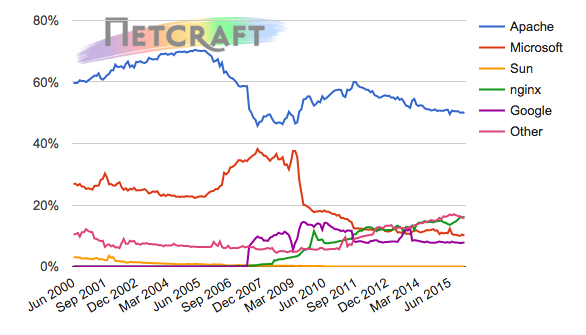 80%
NETCRAFT
60%
40%
20%
0%
Apache
Microsoft
Sun
nginx
Google
Other
Jun 2000
Sep 2001
Dec 2002
Mar 2004
Jun 2005
Sep 2006
Dec 2007
Mar 2009
Jun 2010
Sep 2011
Dec 2012
Mar 2014
Jun 2015